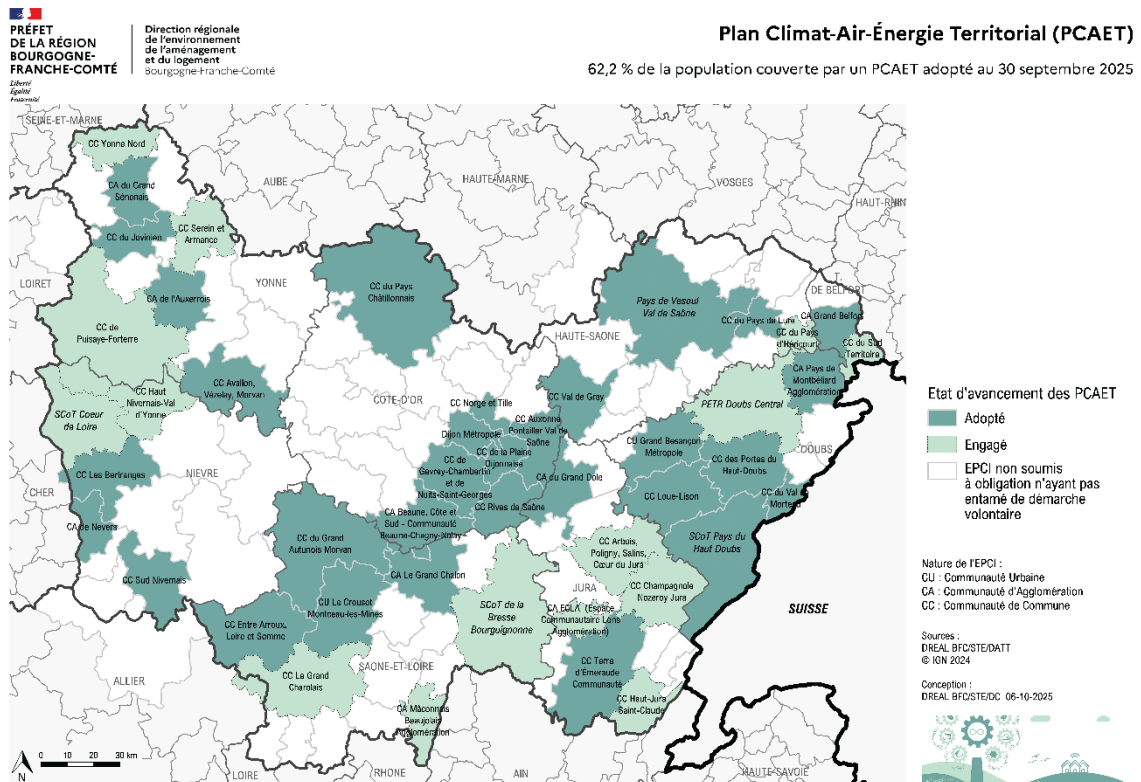 PRÉFET
DE LA RÉGION
BOURGOGNE-
FRANCHE-COMTÉ
Liberté
Égalité
Fraternité
Direction régionale
de l'environnement
de l'aménagement
et du logement
Bourgogne-Franche-Comté
Plan Climat-Air-Énergie Territorial (PCAET)
62,2 % de la population couverte par un PCAET adopté au 30 septembre 2025
SEINE-ET-MARNE
CC Yonne Nord
AUBE
HAUTE-MARNE
VOSGES
HAUT-RHIN
CA du Grand
Sénonais
CC du Jovinien
CC Serein et
Armance
LOIRET
YONNE
CA de l'Auxerrois
CC du Pays
Châtillonnais
Pays de Vesoul
Val de Saône
DE BELFORT
CC du Pays de Lure
CA Grand Belfort
CC de
Puisaye-Forterre
HAUTE-SAONE
CC du Pays
d'Héricourt
CC du Sud
Territoire
CA Pays de
Montbéliard
Agglomération
CC Avallon,
Vézelay, Morvan
CC Haut
Nivernais-Val
d'Yonne
SCoT Coeur
de Loire
COTE-D'OR
CC Norge et Tille
CC Val de Gray
PETR Doubs Central
CC Auxonne
Pontailler Val de
Saône
Dijon Métropole
CC de la Plaine
Dijonnaise
CU Grand Besançon
Métropole
DOUBS
CC Les Bertranges
NIEVRE
CC de
Gevrey-Chambertin
et de
Nuits-Saint-Georges
CC des Portes du
Haut-Doubs
CA du Grand Dole
CHER
CC Loue-Lison
CC du Val de
Morteau
CA de Nevers
CC Rives de Saône
CA Beaune, Côte et
Sud - Communauté
Beaune-Chagny-Nolay
CC du Grand
Autunois Morvan
CC Arbois,
Poligny, Salins,
Cœur du Jura
SCoT Pays du
Haut Doubs
CC Sud Nivernais
CA Le Grand Chalon
JURA
CC Champagnole
Nozeroy Jura
CU Le Creusot
Montceau-les-Mines
SCoT de la
Bresse
Bourguignonne
CA ECLA (Espace
Communautaire Lons
Agglomération)
SUISSE
CC Entre Arroux,
Loire et Somme
CC Terre
d'Émeraude
Communauté
SAONE-ET-LOIRE
ALLIER
CC Le Grand
Charolais
CC Haut-Jura
Saint-Claude
CA Mâconnais
Beaujolais
Agglomération
LOIRE
RHONE
AIN
HAUTE-SAVOIE
N
0 10 20 30 km
Etat d'avancement des PCAET
Adopté
Engagé
EPCI non soumis
à obligation n'ayant pas
entamé de démarche
volontaire
Nature de l'EPCI :
CU : Communauté Urbaine
CA : Communauté d'Agglomération
CC : Communauté de Commune
Sources :
DREAL BFC/STE/DATT
© IGN 2024
Conception :
DREAL BFC/STE/DC 06-10-2025